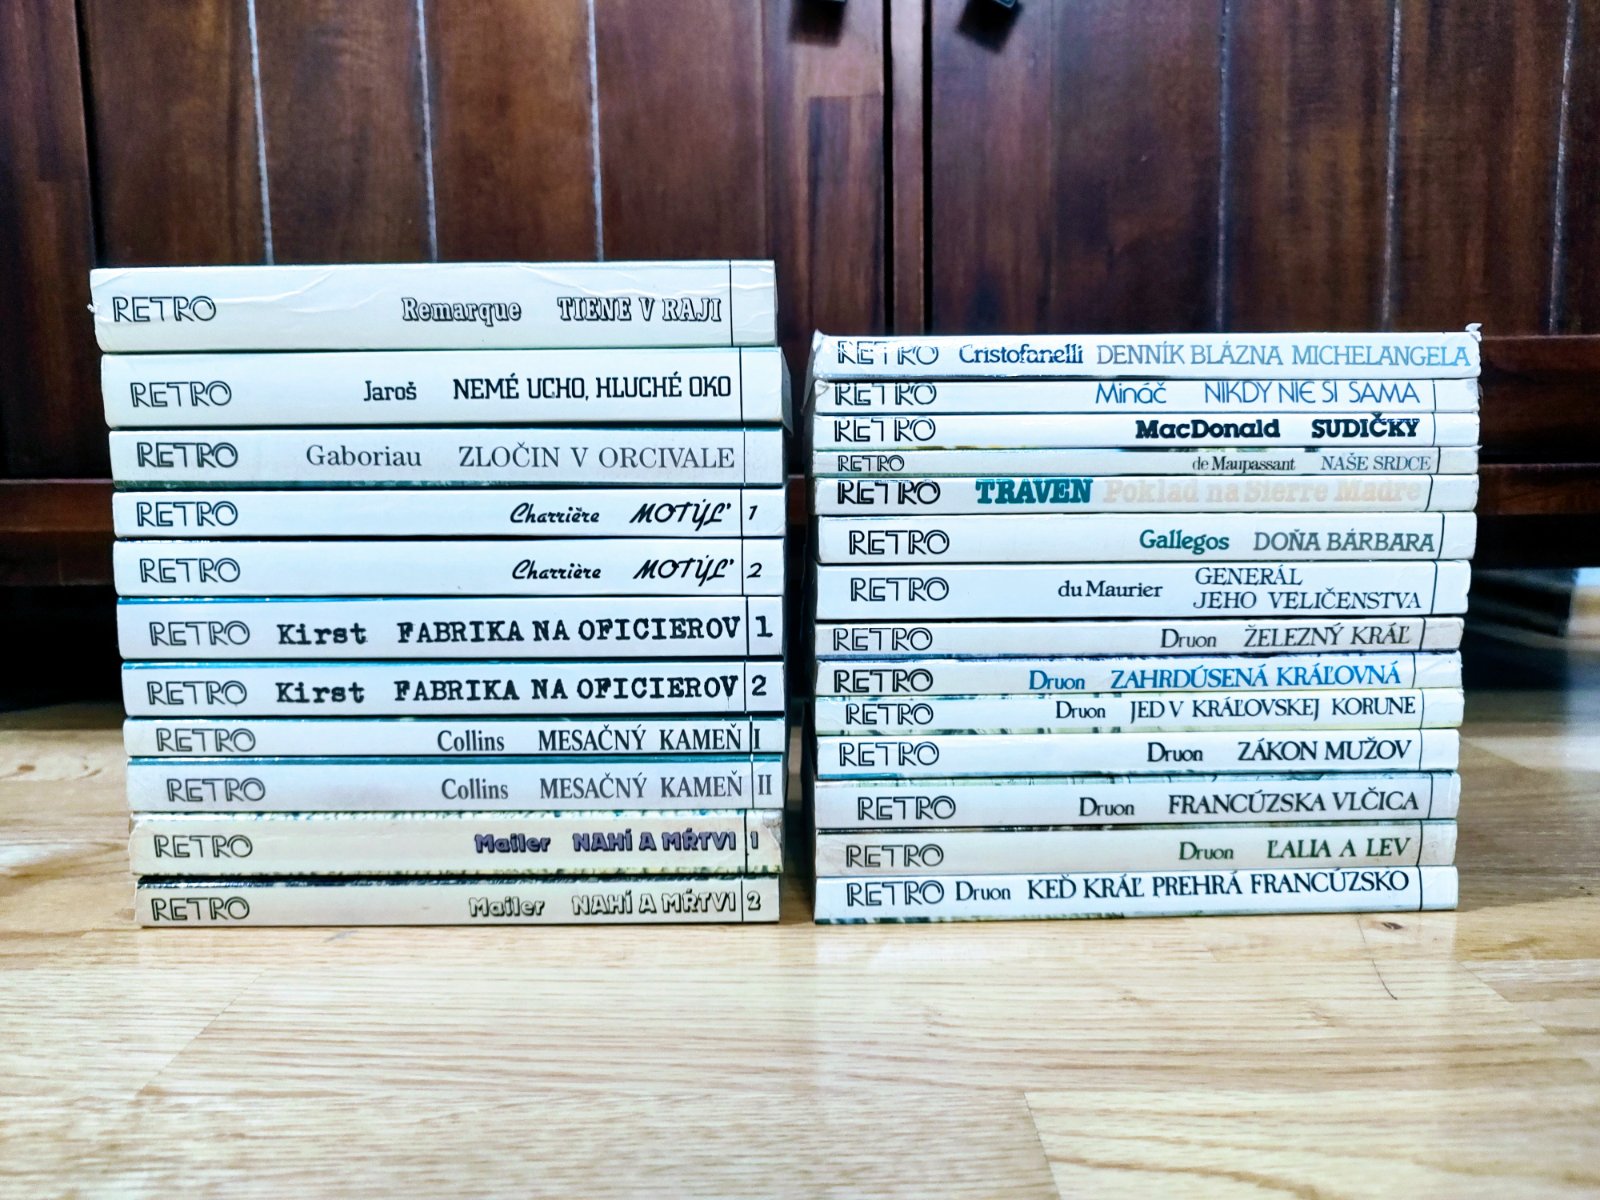 RETRO Remarque TIENE V RAJI
RETRO Jaroš NEMÉ UCHO, HLUCHÉ OKO
RETRO Gaboriau ZLOČIN V ORCIVALE
RETRO Charrière MOTÝĽ 1
RETRO Charrière MOTÝĽ 2
RETRO Kirst FABRIKA NA OFICIEROV 1
RETRO Kirst FABRIKA NA OFICIEROV 2
RETRO Collins MESAČNÝ KAMEŇ I
RETRO Collins MESAČNÝ KAMEŇ II
RETRO Mailer NAHÍ A MŔTVI 1
RETRO Mailer NAHÍ A MŔTVI 2
RETRO Cristofanelli DENNÍK BLÁZNA MICHELANGELA
RETRO Mináč NIKDY NIE SI SAMA
RETRO MacDonald SUDIČKY
RETRO de Maupassant NAŠE SRDCE
RETRO TRAVEN Poklad na Sierre Madre
RETRO Gallegos DOŇA BÁRBARA
RETRO du Maurier GENERÁL
JEHO VELIČENSTVA
RETRO Druon ŽELEZNÝ KRÁĽ
RETRO Druon ZAHRDÚSENÁ KRÁĽOVNÁ
RETRO Druon JED V KRÁĽOVSKEJ KORUNE
RETRO Druon ZÁKON MUŽOV
RETRO Druon FRANCÚZSKA VLČICA
RETRO Druon ĽALIA A LEV
RETRO Druon KEĎ KRÁĽ PREHRÁ FRANCÚZSKO